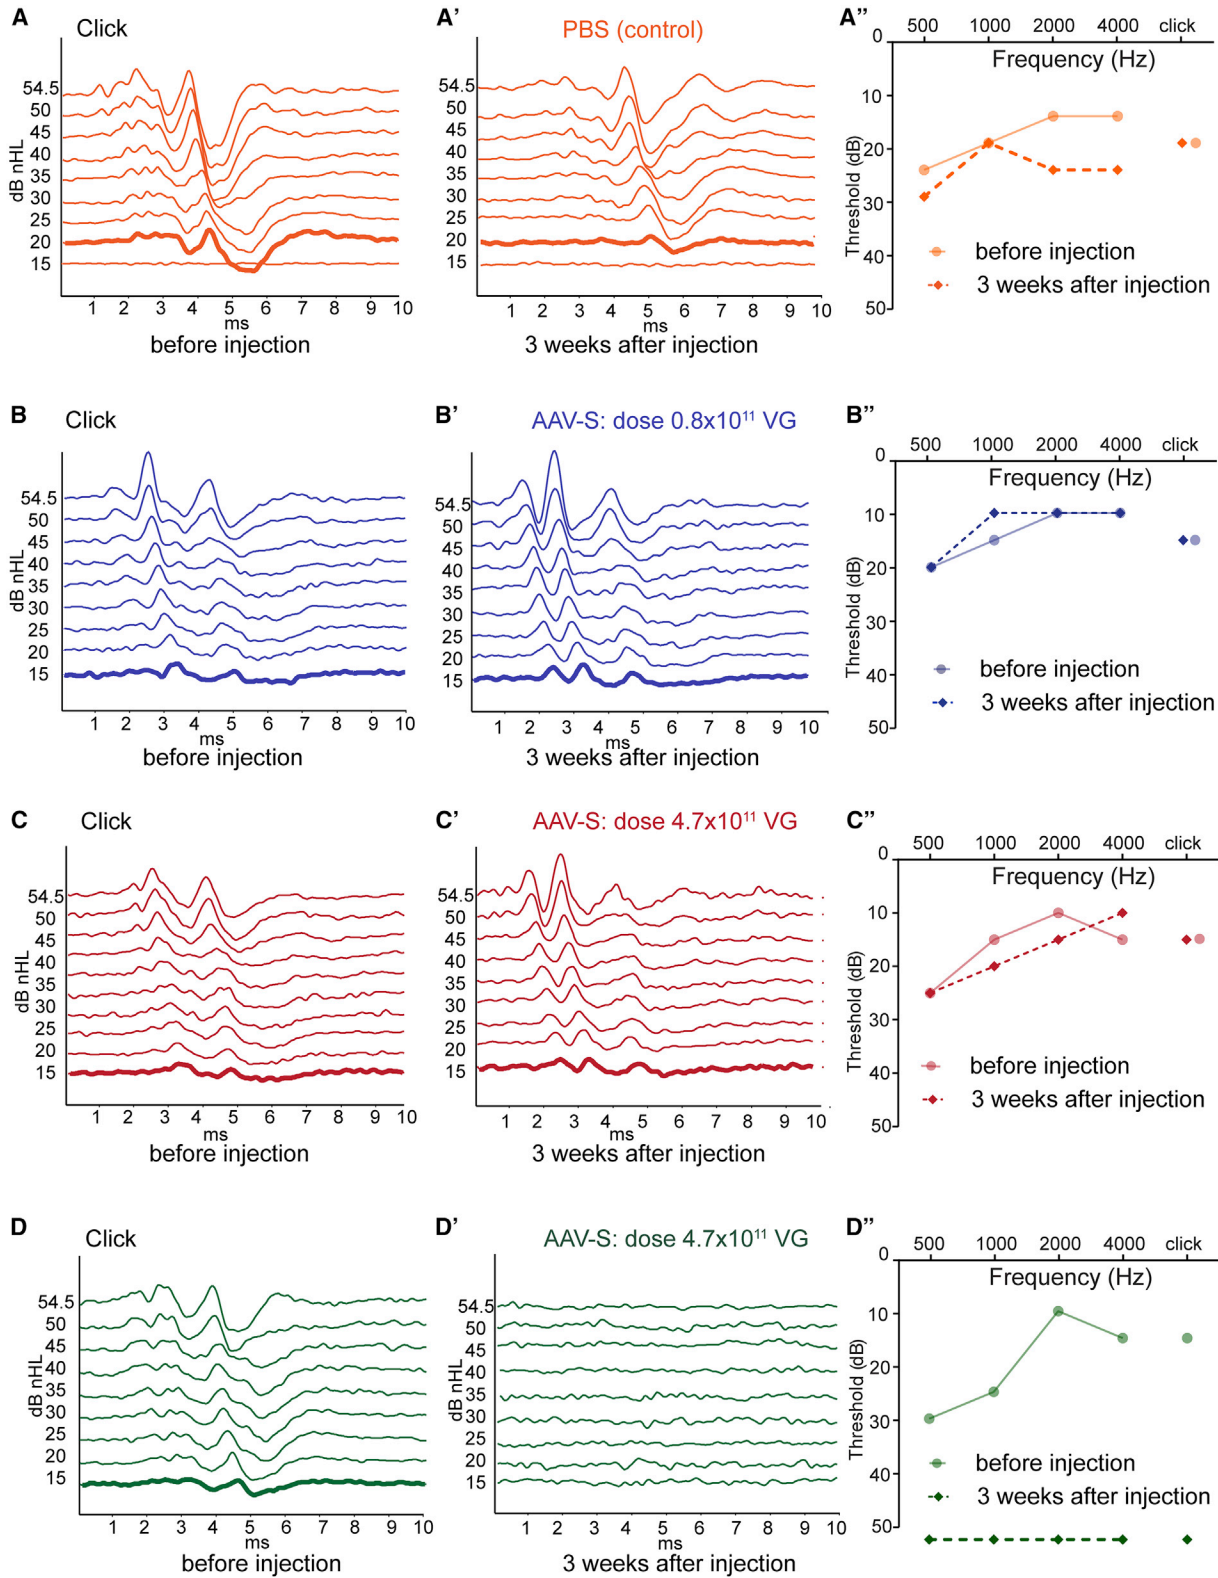 A
Click
54.5
50
45
40
35
30
25
20
15
dB nHL
1 2 3 4 5 6 7 8 9 10
ms
before injection
A'
PBS (control)
54.5
50
45
40
35
30
25
20
15
1 2 3 4 5 6 7 8 9 10
ms
3 weeks after injection
A"
500 1000 2000 4000 click
Frequency (Hz)
0
10
20
30
40
50
Threshold (dB)
before injection
3 weeks after injection
B
Click
54.5
50
45
40
35
30
25
20
15
dB nHL
1 2 3 4 5 6 7 8 9 10
ms
before injection
B'
AAV-S: dose 0.8x10¹¹ VG
54.5
50
45
40
35
30
25
20
15
1 2 3 4 5 6 7 8 9 10
ms
3 weeks after injection
B"
500 1000 2000 4000 click
0
10
20
30
40
50
Threshold (dB)
before injection
3 weeks after injection
C
Click
54.5
50
45
40
35
30
25
20
15
dB nHL
1 2 3 4 5 6 7 8 9 10
ms
before injection
C'
AAV-S: dose 4.7x10¹¹ VG
54.5
50
45
40
35
30
25
20
15
1 2 3 4 5 6 7 8 9 10
ms
3 weeks after injection
C"
500 1000 2000 4000 click
Frequency (Hz)
0
10
20
30
40
50
Threshold (dB)
before injection
3 weeks after injection
D
Click
54.5
50
45
40
35
30
25
20
15
dB nHL
1 2 3 4 5 6 7 8 9 10
ms
before injection
D'
AAV-S: dose 4.7x10¹¹ VG
54.5
50
45
40
35
30
25
20
15
dB nHL
1 2 3 4 5 6 7 8 9 10
ms
3 weeks after injection
D"
500 1000 2000 4000 click
Frequency (Hz)
0
10
20
30
40
50
Threshold (dB)
before injection
3 weeks after injection